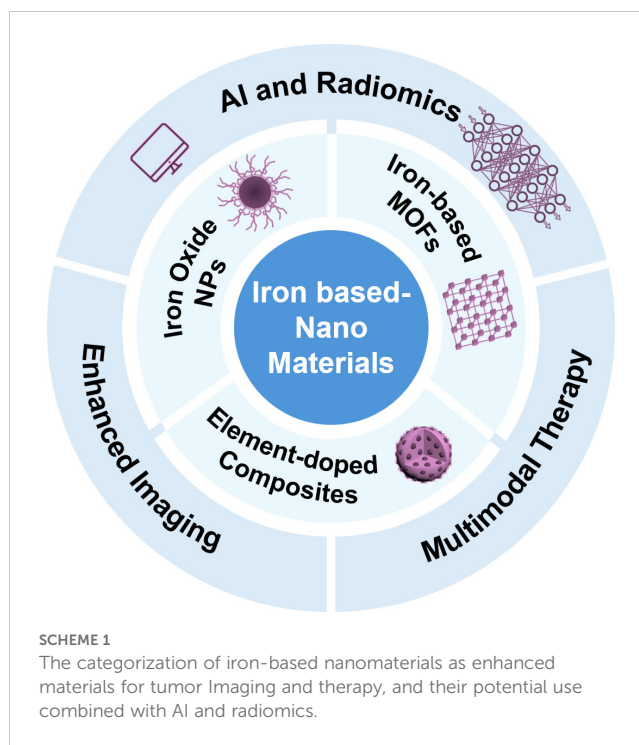 AI and Radiomics
Iron Oxide
NPs
Iron-based
MOFs
Iron based-
Nano
Materials
Element-doped
Composites
Enhanced Imaging
Multimodal Therapy
SCHEME 1
The categorization of iron-based nanomaterials as enhanced
materials for tumor Imaging and therapy, and their potential use
combined with AI and radiomics.